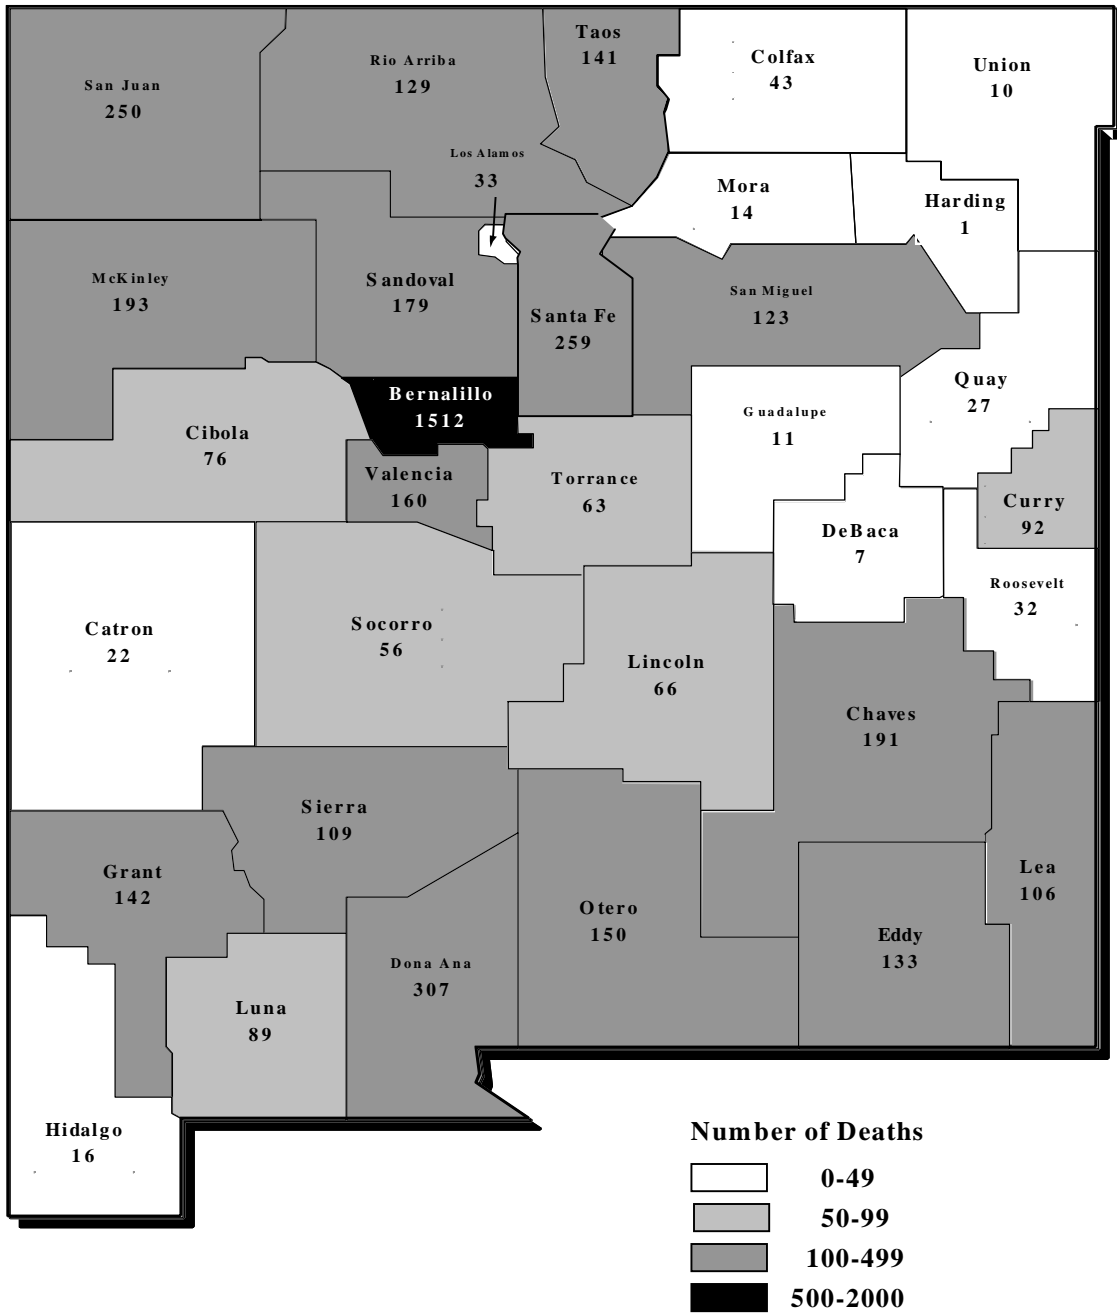 San Juan
250
Rio Arriba
129
Taos
141
Colfax
43
Union
10
Los Alamos
33
Mora
14
Harding
1
McKinley
193
Sandoval
179
Santa Fe
259
San Miguel
123
Bernalillo
1512
Guadalupe
11
Quay
27
Cibola
76
Valencia
160
Torrance
63
Curry
92
DeBaca
7
Roosevelt
32
Catron
22
Socorro
56
Lincoln
66
Chaves
191
Sierra
109
Grant
142
Lea
106
Otero
150
Eddy
133
Dona Ana
307
Luna
89
Hidalgo
16
Number of Deaths
0-49
50-99
100-499
500-2000